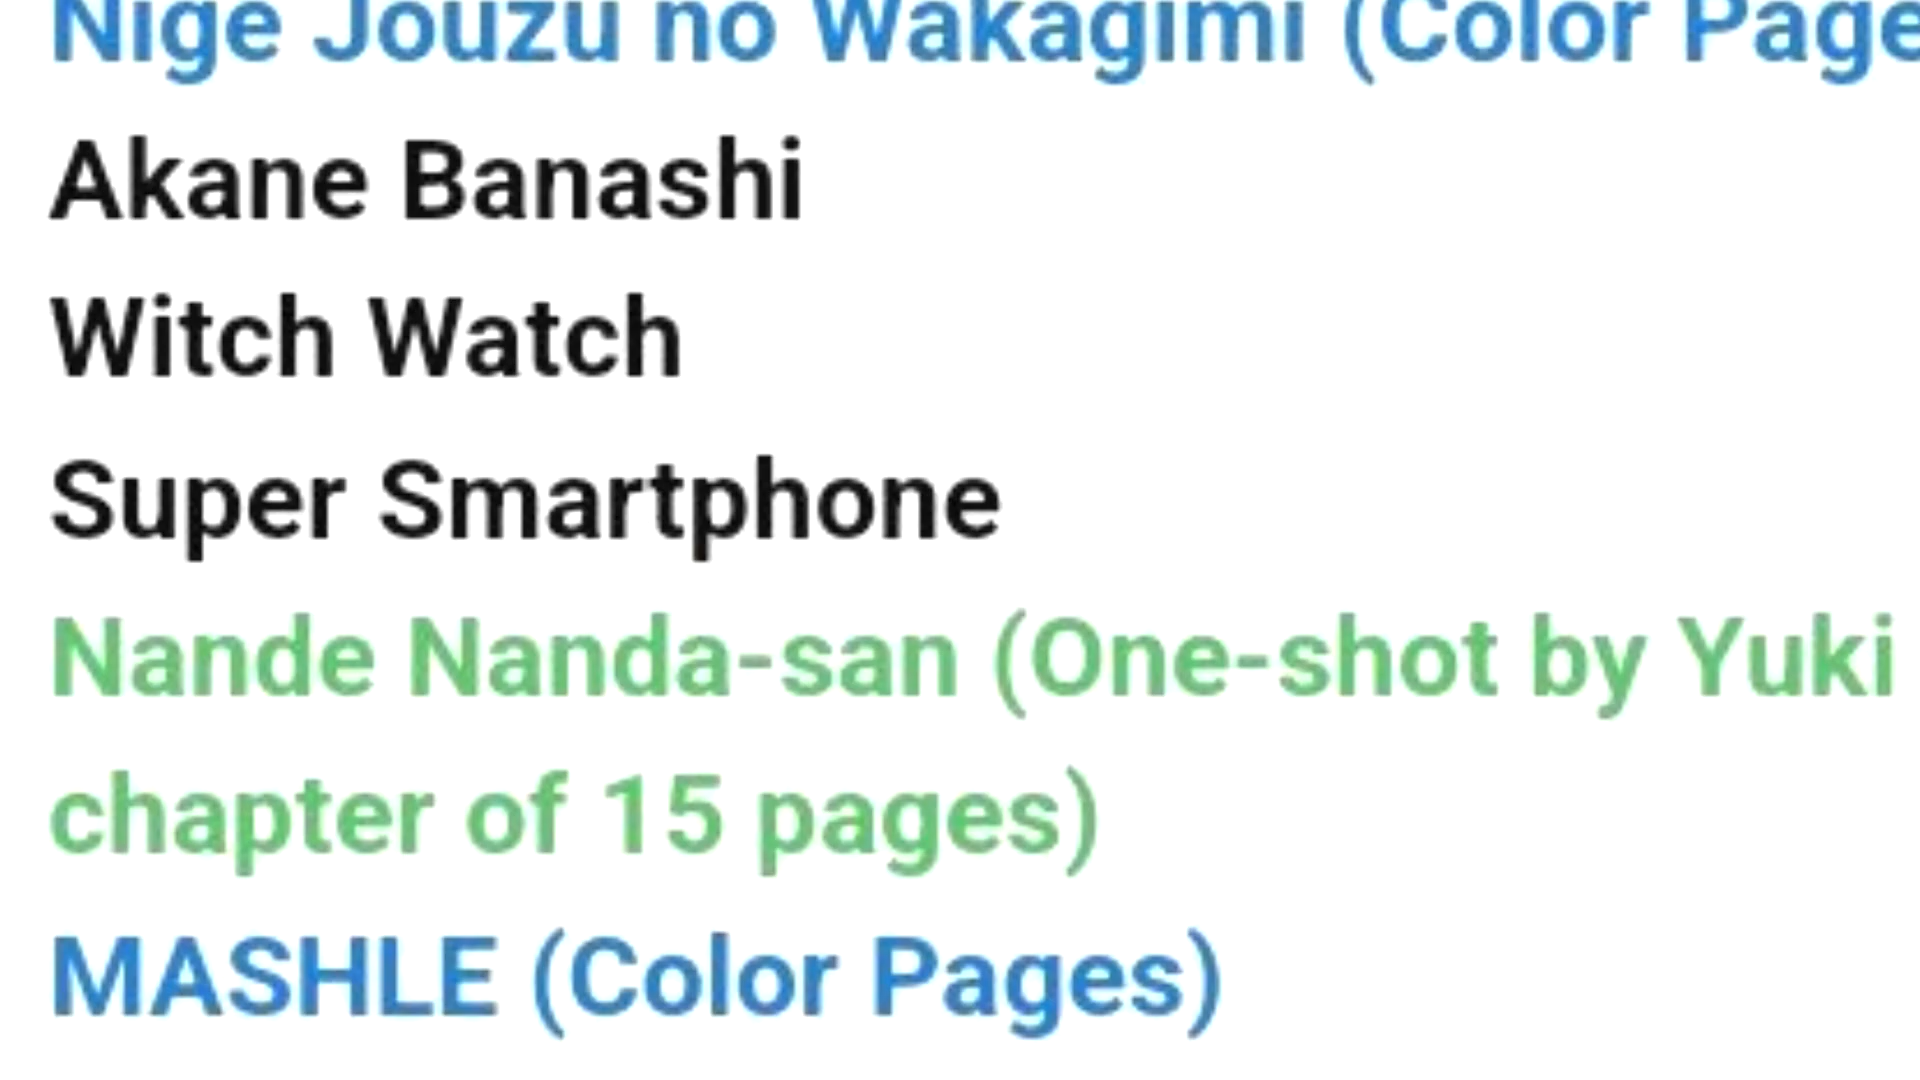 Nige Jouzu no Wakagimi (Color Page
Akane Banashi
Witch Watch
Super Smartphone
Nande Nanda-san (One-shot by Yuki
chapter of 15 pages)
MASHLE (Color Pages)